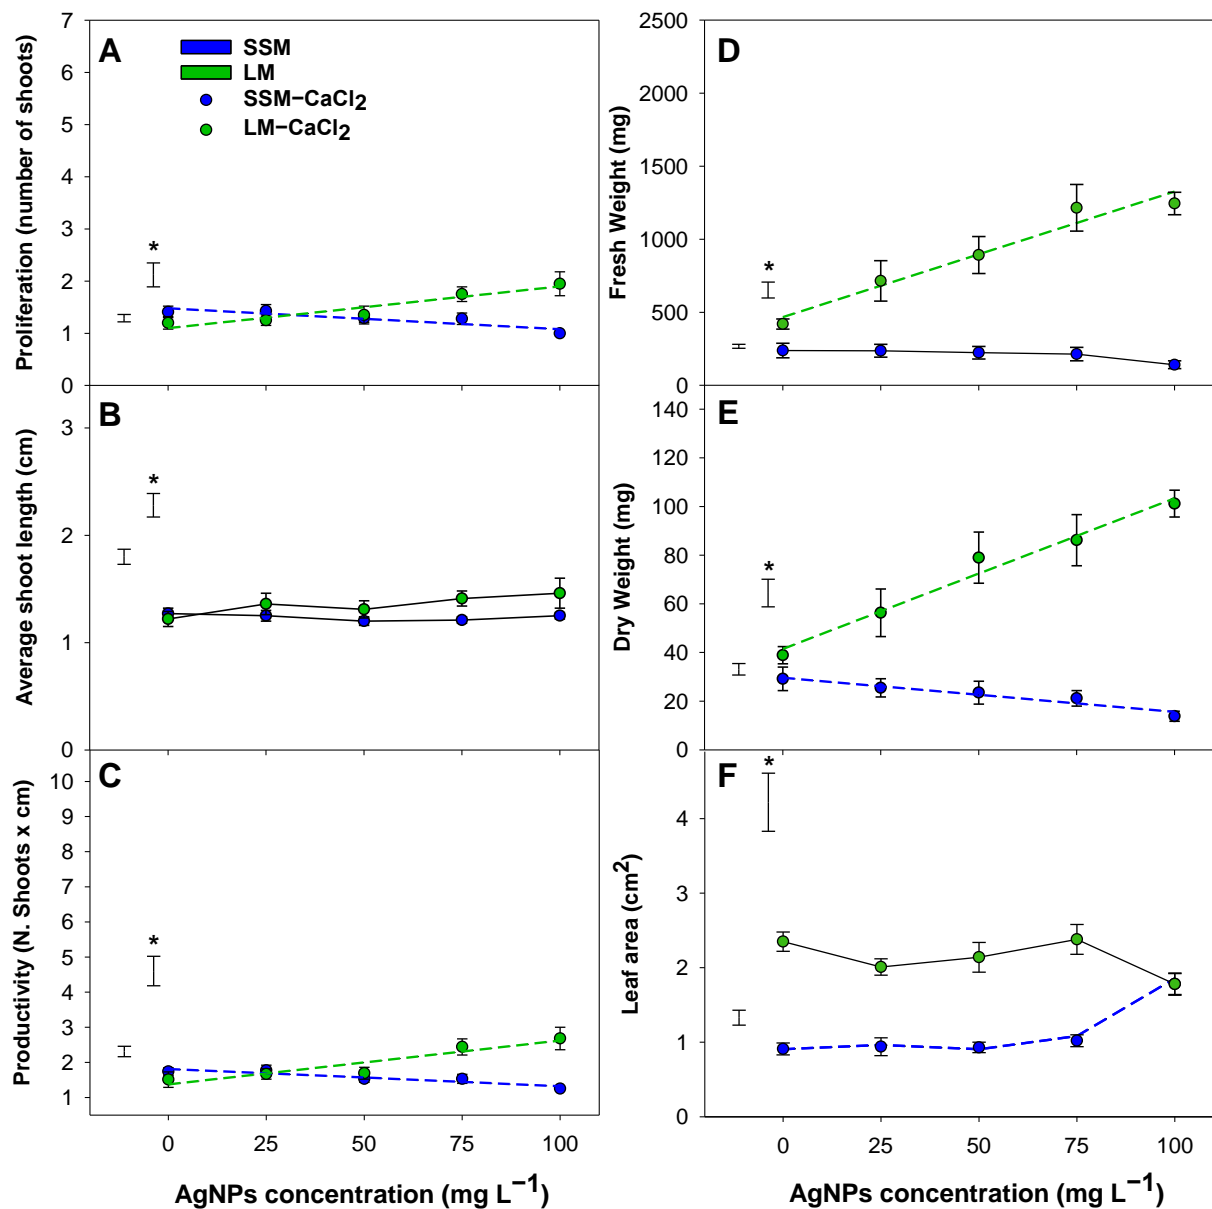 A
SSM
LM
SSM−CaCl2
LM−CaCl2
Proliferation (number of shoots)
7
6
5
4
3
2
1
0
*
B
Average shoot length (cm)
3
2
1
0
*
C
Productivity (N. Shoots x cm)
10
9
8
7
6
5
4
3
2
1
*
0 25 50 75 100
AgNPs concentration (mg L−1)
D
Fresh Weight (mg)
2500
2000
1500
1000
500
0
*
E
Dry Weight (mg)
140
120
100
80
60
40
20
0
*
F
Leaf area (cm2)
4
3
2
1
0
*
0 25 50 75 100
AgNPs concentration (mg L−1)